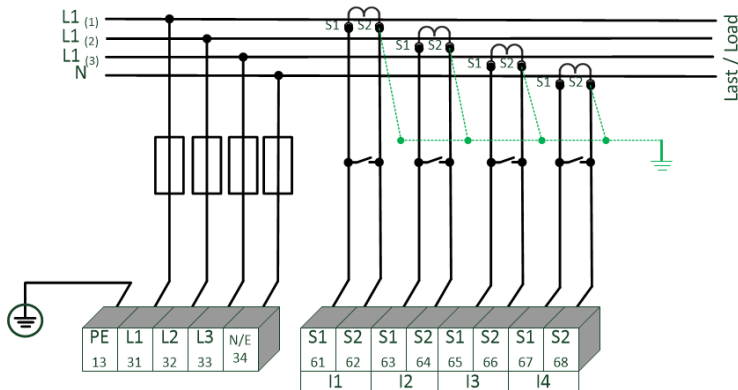 L1 (1)
L1 (2)
L1 (3)
N
S1 S2
S1 S2
S1 S2
S1 S2
Last / Load
PE L1 L2 L3 N/E
13 31 32 33 34
S1 S2 S1 S2 S1 S2 S1 S2
61 62 63 64 65 66 67 68
I1 I2 I3 I4